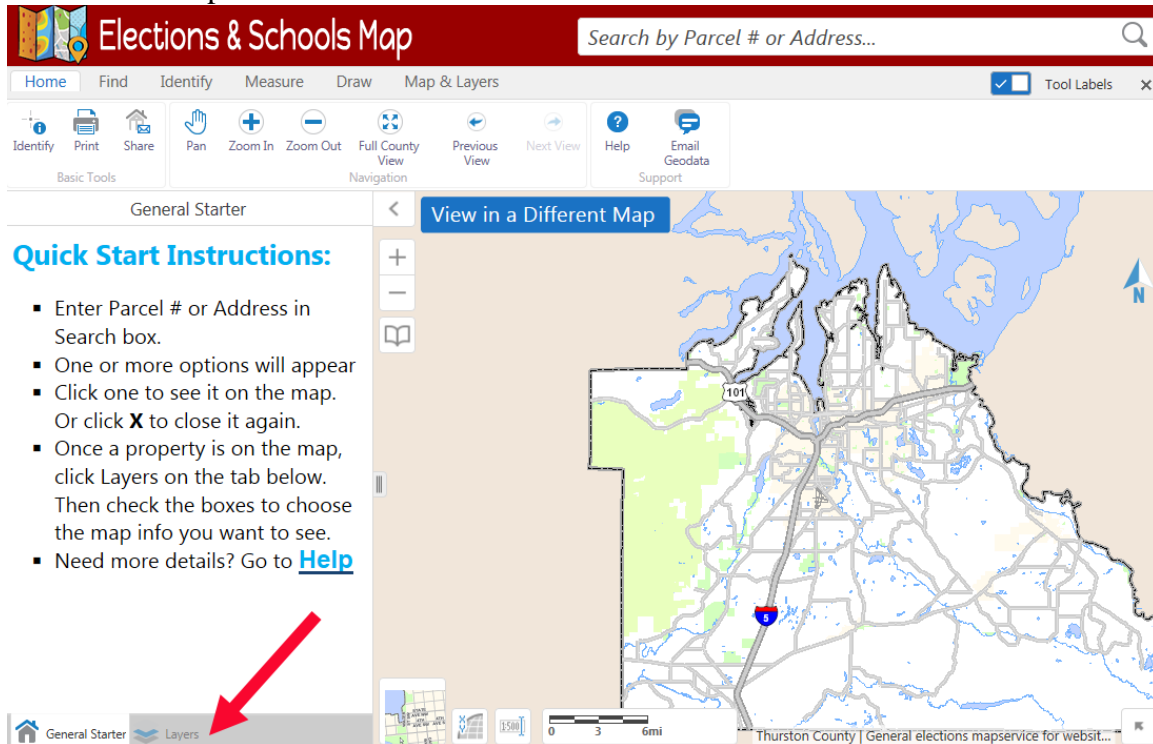 Elections & Schools Map
Search by Parcel # or Address...
Home Find Identify Measure Draw Map & Layers Tool Labels
Identify Print Share Pan Zoom In Zoom Out Full County View Previous View Next View Help Email Geodata
Basic Tools Navigation Support
General Starter
View in a Different Map
Quick Start Instructions:
N
▪ Enter Parcel # or Address in
Search box.
▪ One or more options will appear
▪ Click one to see it on the map.
Or click X to close it again.
▪ Once a property is on the map,
click Layers on the tab below.
Then check the boxes to choose
the map info you want to see.
▪ Need more details? Go to Help
101
5
General Starter Layers
1:500
0 3 6mi
Thurston County | General elections mapservice for websit...